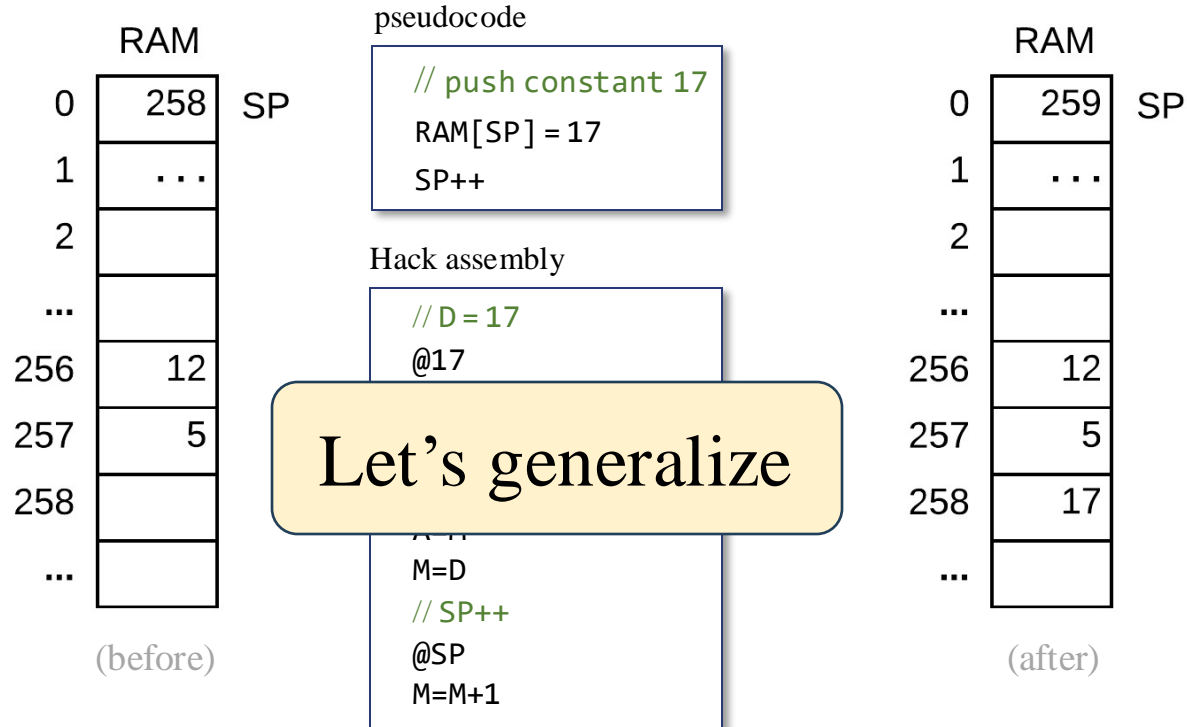 RAM
0 258 SP
1 ...
2
...
256 12
257 5
258
...
(before)
pseudocode
// push constant 17
RAM[SP] = 17
SP++
Hack assembly
// D = 17
@17
Let's generalize
M=D
// SP++
@SP
M=M+1
RAM
0 259 SP
1 ...
2
...
256 12
257 5
258 17
...
(after)